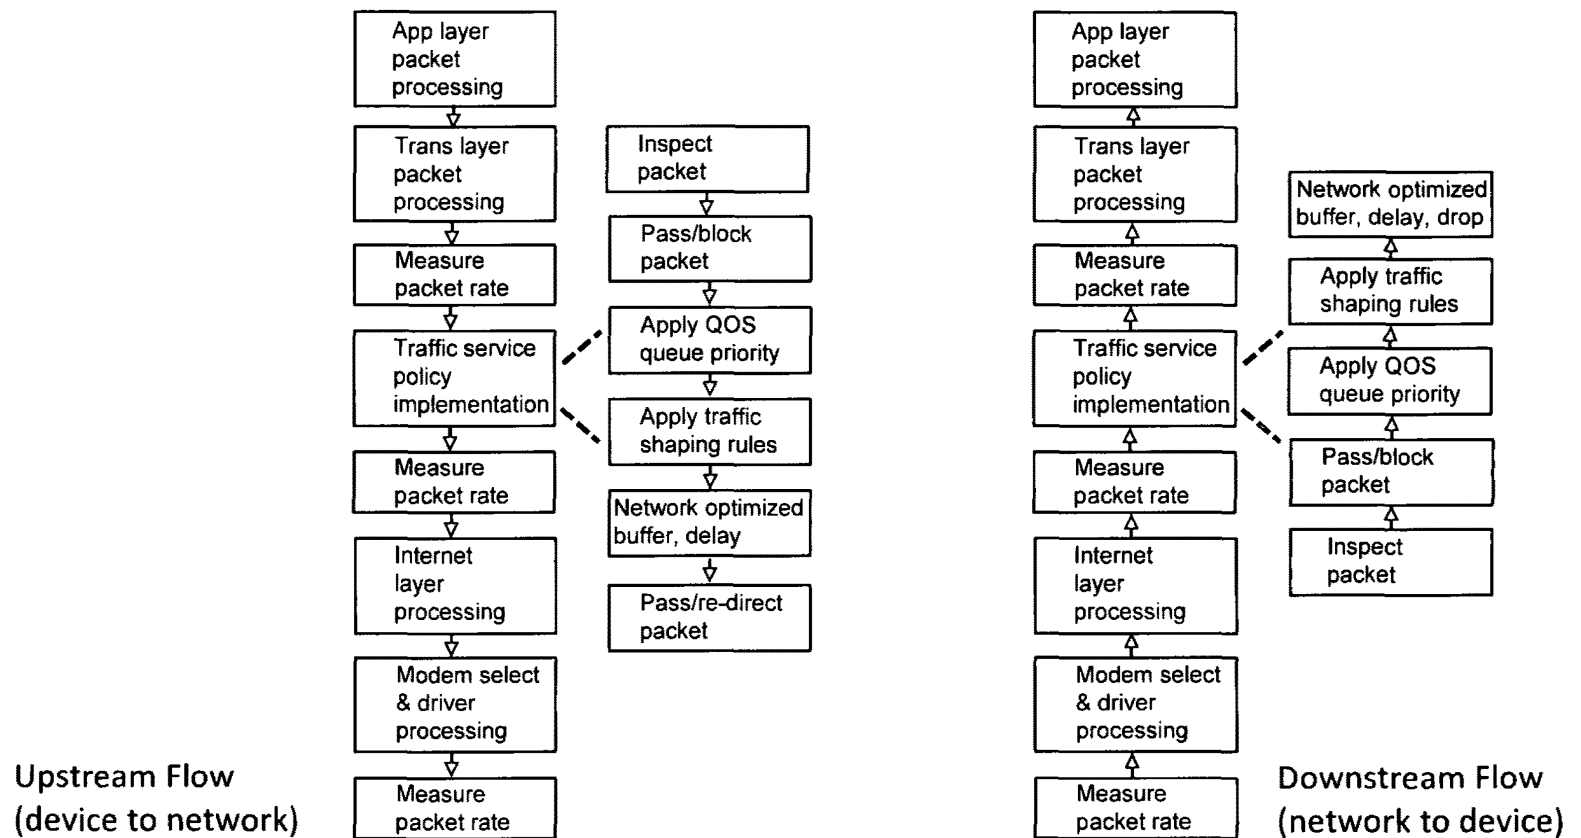 App layer
packet
processing
Trans layer
packet
processing
Measure
packet rate
Traffic service
policy
implementation
Measure
packet rate
Internet
layer
processing
Modem select
& driver
processing
Measure
packet rate
Inspect
packet
Pass/block
packet
Apply QOS
queue priority
Apply traffic
shaping rules
Network optimized
buffer, delay
Pass/re-direct
packet
Upstream Flow
(device to network)
App layer
packet
processing
Trans layer
packet
processing
Measure
packet rate
Traffic service
policy
implementation
Measure
packet rate
Internet
layer
processing
Modem select
& driver
processing
Measure
packet rate
Network optimized
buffer, delay, drop
Apply traffic
shaping rules
Apply QOS
queue priority
Pass/block
packet
Inspect
packet
Downstream Flow
(network to device)